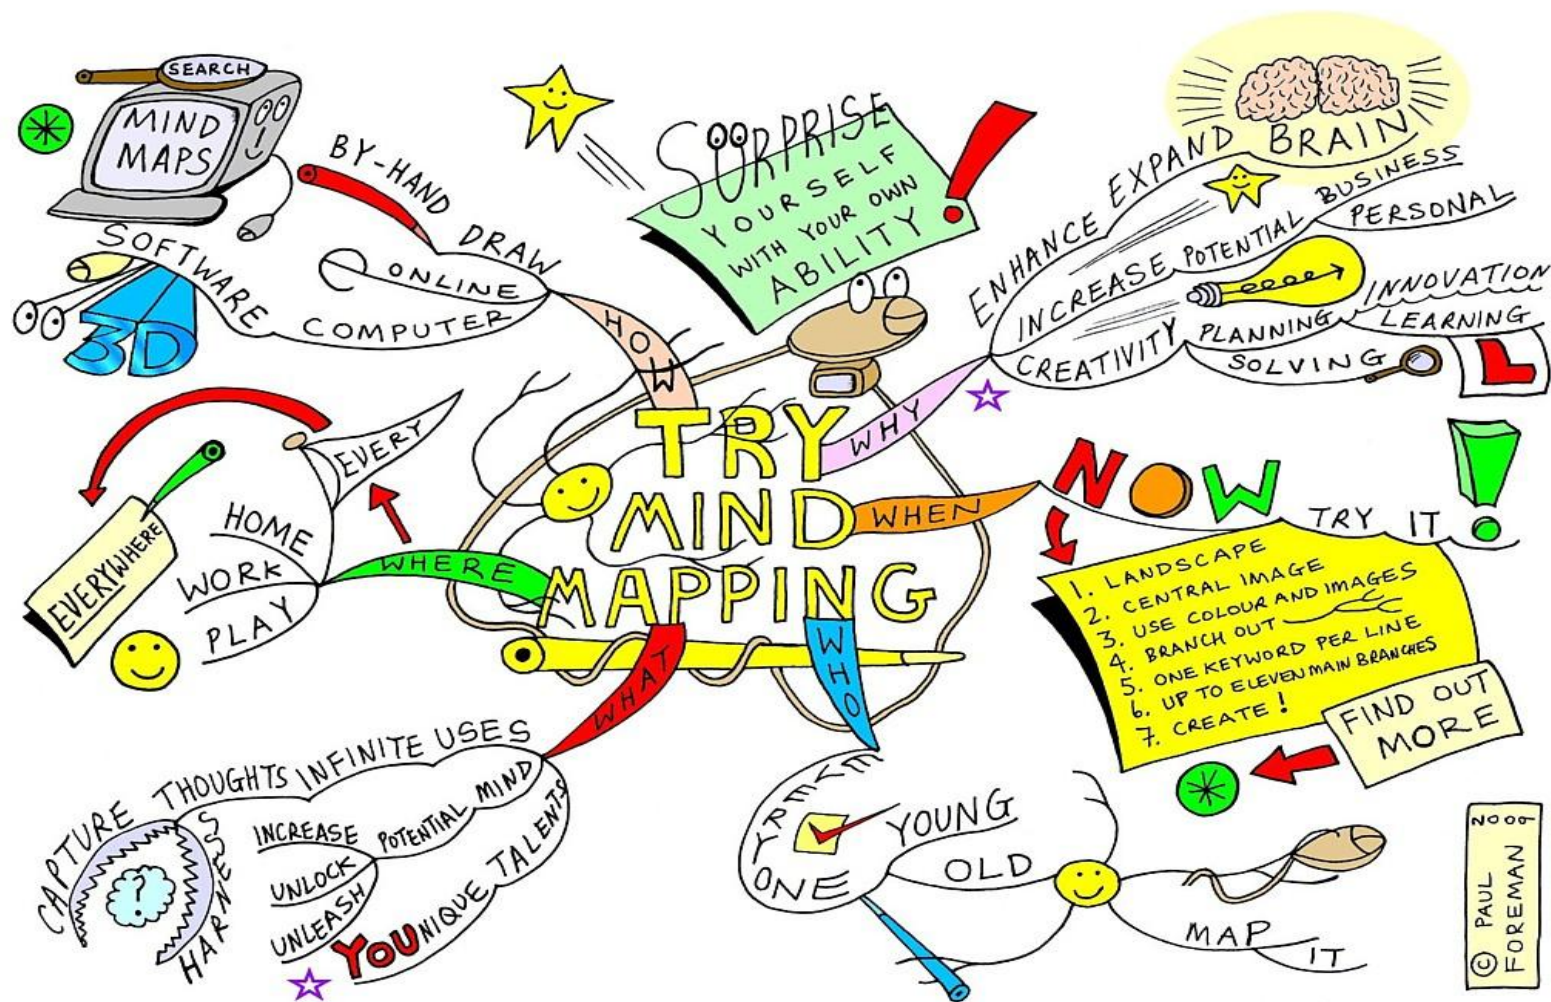 TRY
MIND
MAPPING
SURPRISE
YOURSELF
WITH YOUR OWN
ABILITY!
HOW
DRAW
BY-HAND
ONLINE
COMPUTER
SOFTWARE
3D
SEARCH
MIND
MAPS
WHY
ENHANCE EXPAND BRAIN
INCREASE POTENTIAL BUSINESS
PERSONAL
CREATIVITY PLANNING INNOVATION
LEARNING
L
SOLVING
WHEN
NOW TRY IT!
1. LANDSCAPE
2. CENTRAL IMAGE
3. USE COLOUR AND IMAGES
4. BRANCH OUT
5. ONE KEYWORD PER LINE
6. UP TO ELEVEN MAIN BRANCHES
7. CREATE!
FIND OUT
MORE
WHERE
EVERY
HOME
WORK
PLAY
EVERYWHERE
WHAT
INFINITE USES
THOUGHTS
CAPTURE
HARNESS
!
MIND
POTENTIAL
INCREASE
UNLOCK
UNLEASH
YOUNIQUE TALENTS
WHO
EVERYONE
YOUNG
OLD
MAP
IT
© PAUL 2009
FOREMAN